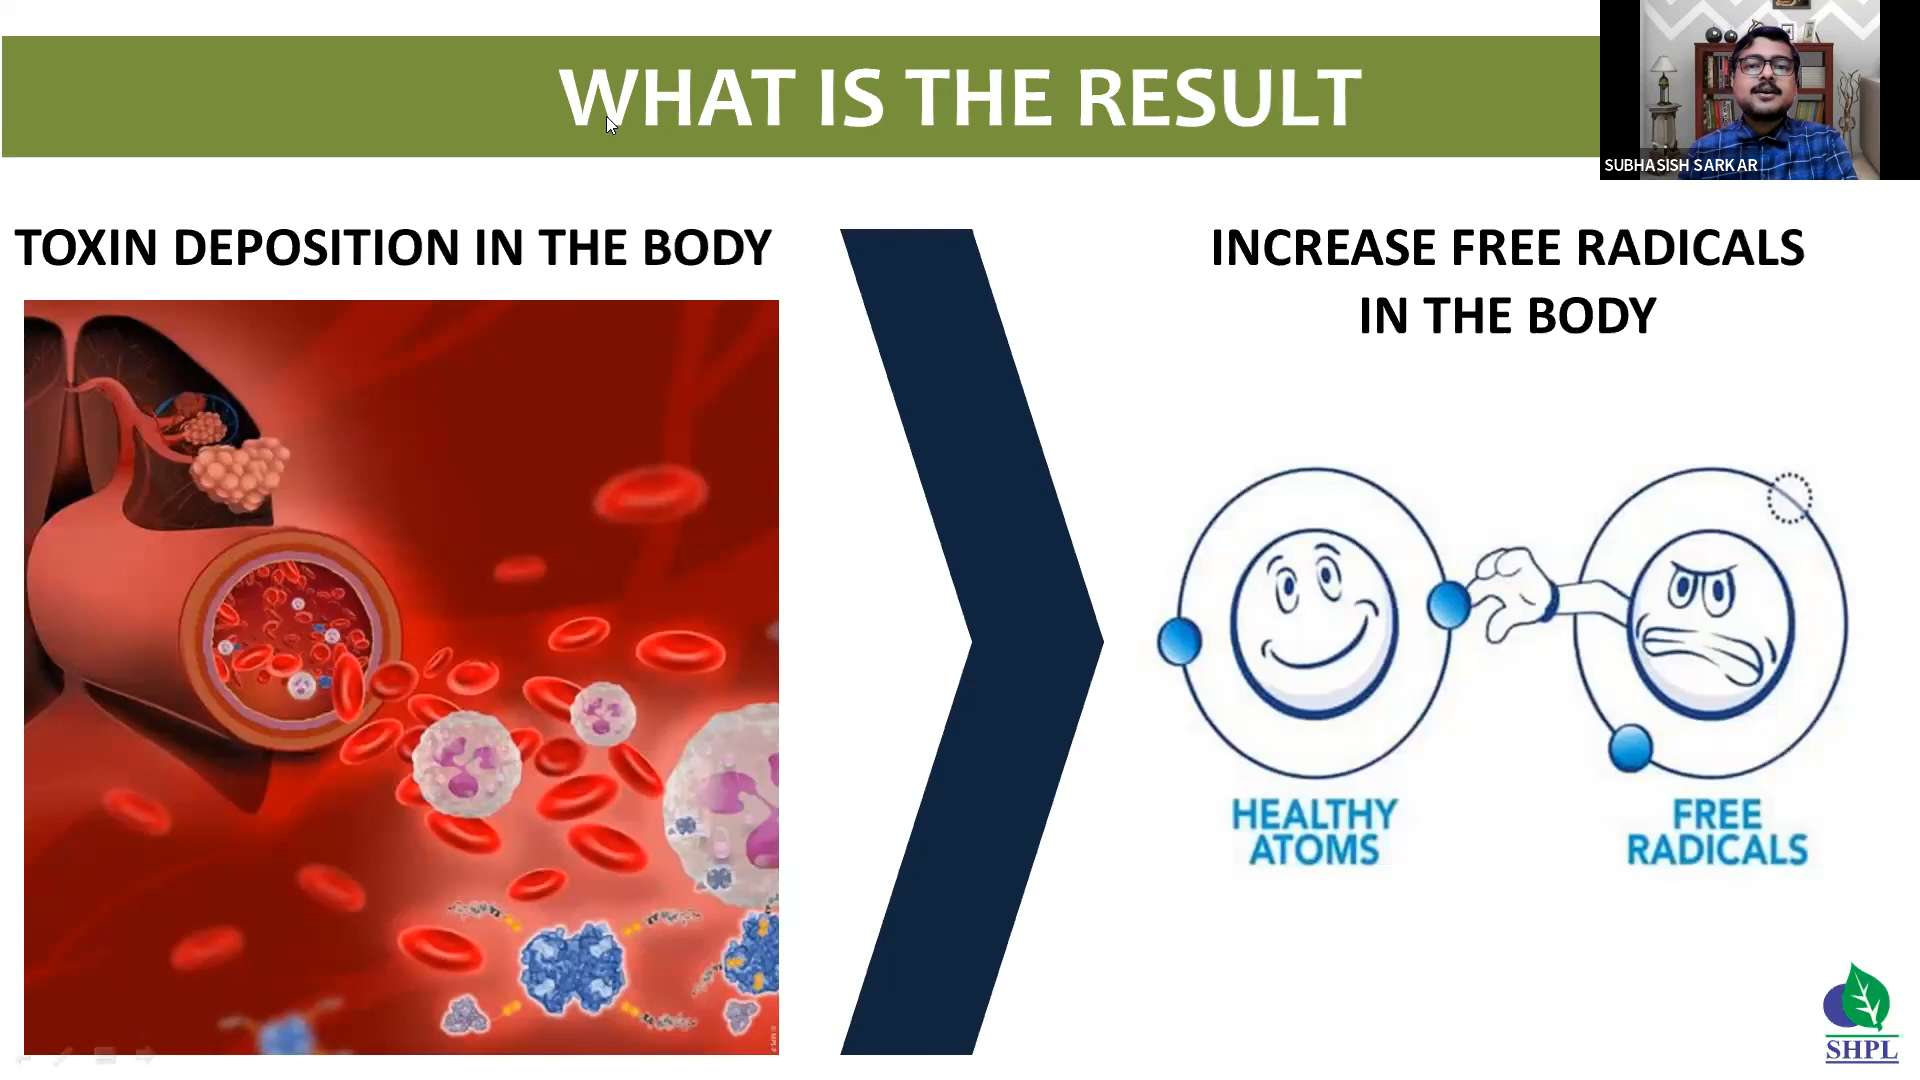 WHAT IS THE RESULT
SUBHASISH SARKAR
TOXIN DEPOSITION IN THE BODY
INCREASE FREE RADICALS
IN THE BODY
HEALTHY
ATOMS
FREE
RADICALS
SHPL